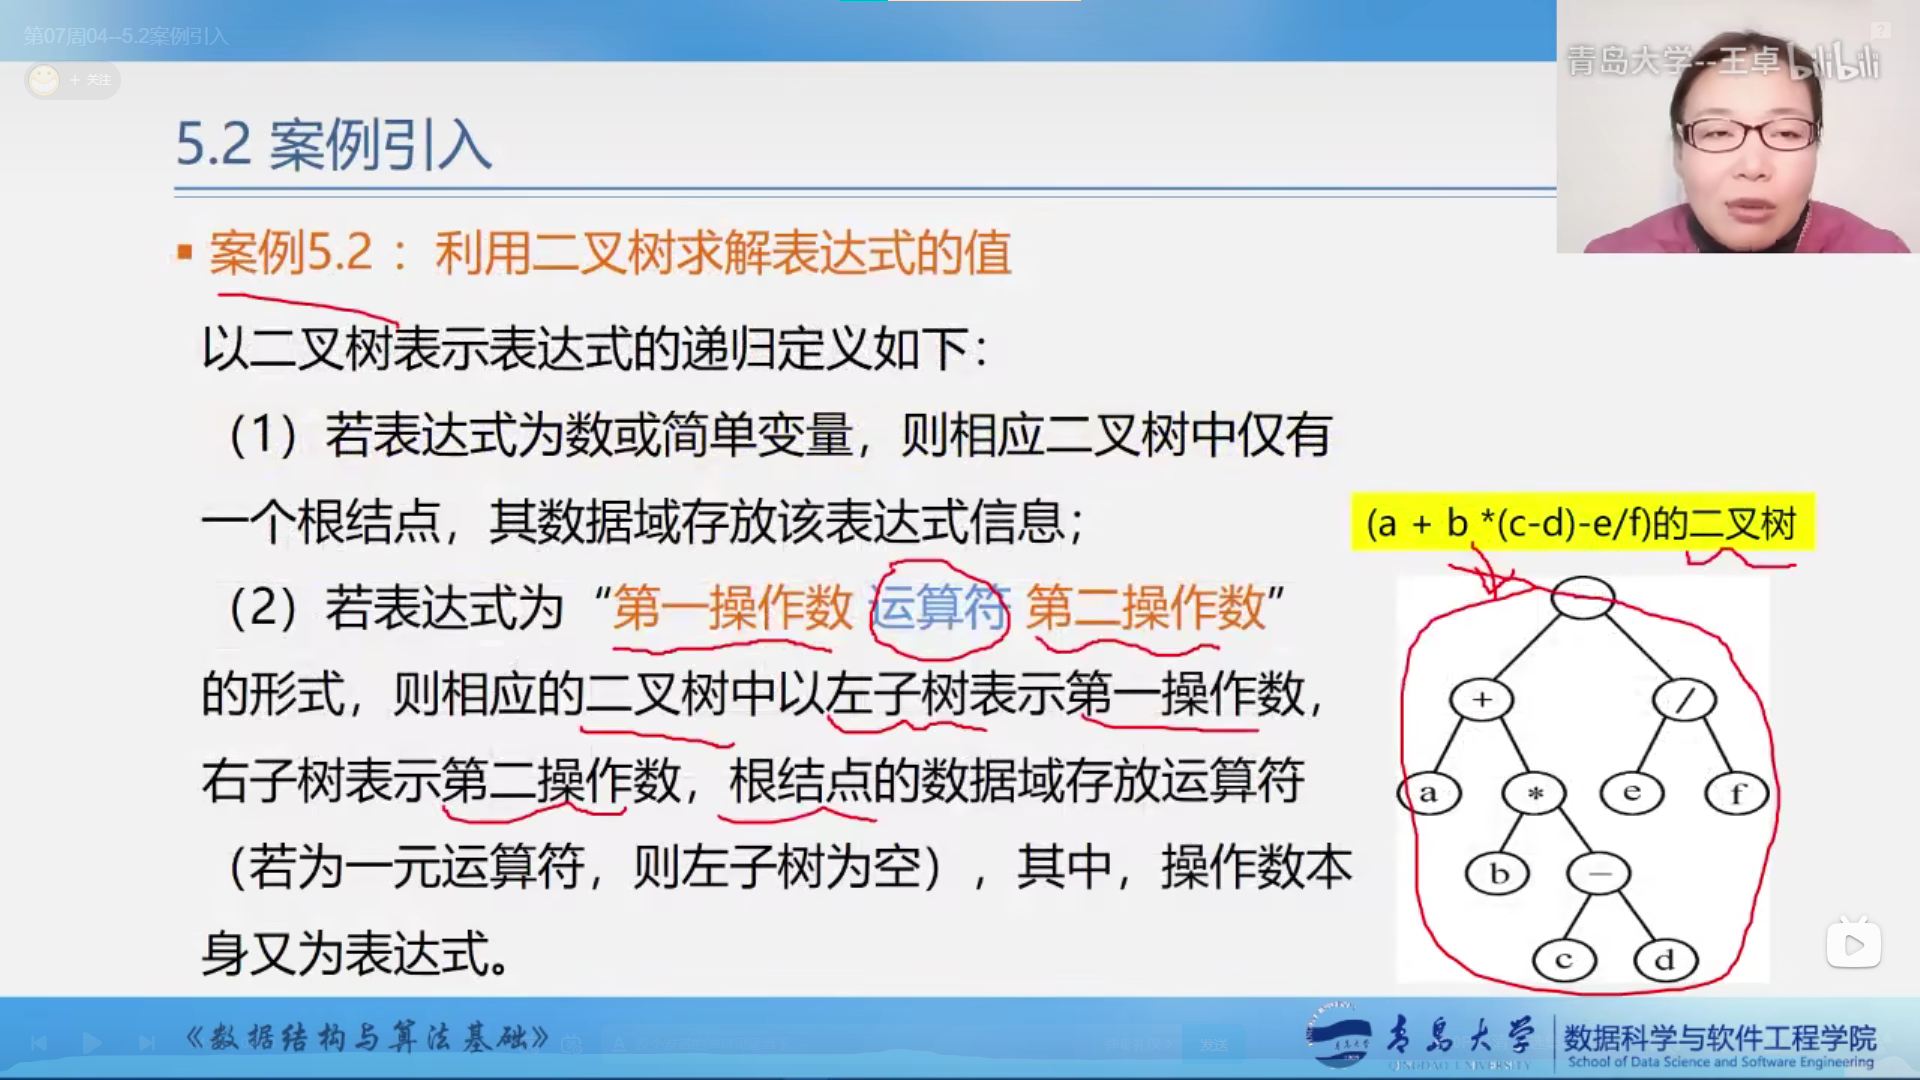 第07周04--5.2案例引入
+ 关注
青岛大学--王卓 bilibili
5.2 案例引入
▪ 案例5.2 ：利用二叉树求解表达式的值
以二叉树表示表达式的递归定义如下：
（1）若表达式为数或简单变量，则相应二叉树中仅有
一个根结点，其数据域存放该表达式信息；
（2）若表达式为“第一操作数 运算符 第二操作数”
的形式，则相应的二叉树中以左子树表示第一操作数，
右子树表示第二操作数，根结点的数据域存放运算符
（若为一元运算符，则左子树为空），其中，操作数本
身又为表达式。
(a + b *(c-d)-e/f)的二叉树
+ /
a * e f
b —
c d
《数据结构与算法基础》
发送
青岛大学
QINGDAO UNIVERSITY
数据科学与软件工程学院
School of Data Science and Software Engineering